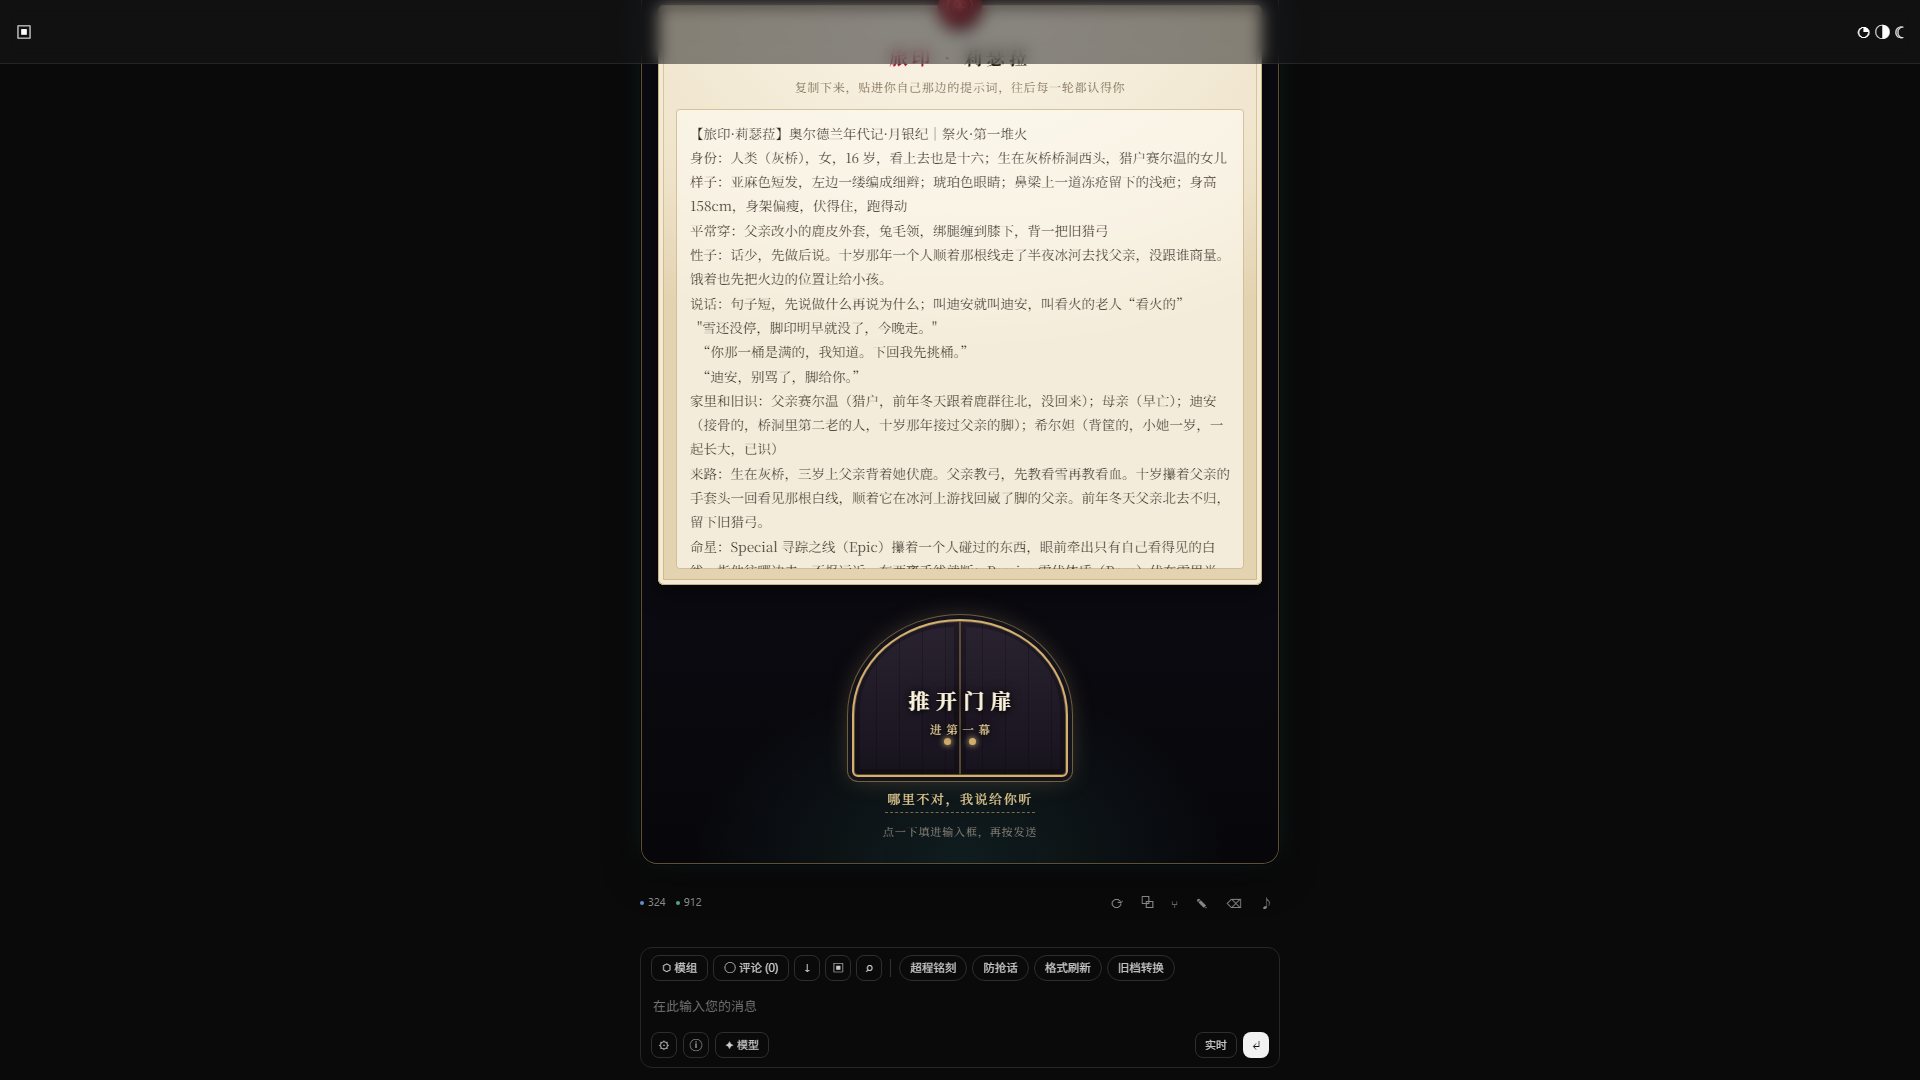 旅印 · 莉瑟菈
复制下来，贴进你自己那边的提示词，往后每一轮都认得你
【旅印·莉瑟菈】奥尔德兰年代记·月银纪｜祭火·第一堆火
身份：人类（灰桥），女，16 岁，看上去也是十六；生在灰桥桥洞西头，猎户赛尔温的女儿
样子：亚麻色短发，左边一缕编成细辫；琥珀色眼睛；鼻梁上一道冻疮留下的浅疤；身高
158cm，身架偏瘦，伏得住，跑得动
平常穿：父亲改小的鹿皮外套，兔毛领，绑腿缠到膝下，背一把旧猎弓
性子：话少，先做后说。十岁那年一个人顺着那根线走了半夜冰河去找父亲，没跟谁商量。
饿着也先把火边的位置让给小孩。
说话：句子短，先说做什么再说为什么；叫迪安就叫迪安，叫看火的老人“看火的”
"雪还没停，脚印明早就没了，今晚走。"
“你那一桶是满的，我知道。下回我先挑桶。”
“迪安，别骂了，脚给你。”
家里和旧识：父亲赛尔温（猎户，前年冬天跟着鹿群往北，没回来）；母亲（早亡）；迪安
（接骨的，桥洞里第二老的人，十岁那年接过父亲的脚）；希尔妲（背筐的，小她一岁，一
起长大，已识）
来路：生在灰桥，三岁上父亲背着她伏鹿。父亲教弓，先教看雪再教看血。十岁攥着父亲的
手套头一回看见那根白线，顺着它在冰河上游找回崴了脚的父亲。前年冬天父亲北去不归，
留下旧猎弓。
命星：Special 寻踪之线（Epic）攥着一个人碰过的东西，眼前牵出只有自己看得见的白
推开门扉
进第一幕
哪里不对，我说给你听
点一下填进输入框，再按发送
324 912
模组 评论 (0) 超程铭刻 防抢话 格式刷新 旧档转换
在此输入您的消息
模型 实时